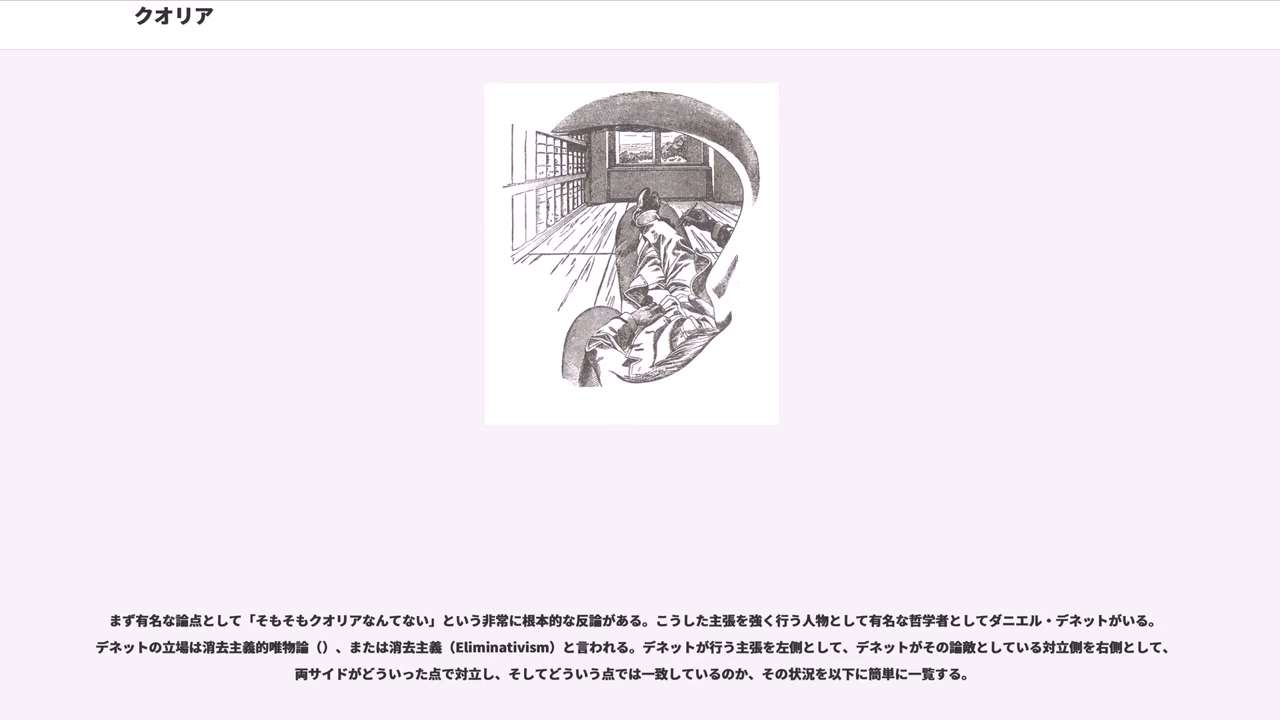 クオリア
まず有名な論点として「そもそもクオリアなんてない」という非常に根本的な反論がある。こうした主張を強く行う人物として有名な哲学者としてダニエル・デネットがいる。
デネットの立場は消去主義的唯物論（）、または消去主義（Eliminativism）と言われる。デネットが行う主張を左側として、デネットがその論敵としている対立側を右側として、
両サイドがどういった点で対立し、そしてどういう点では一致しているのか、その状況を以下に簡単に一覧する。